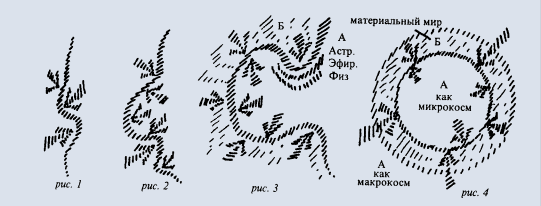 Б
А
Астр.
Эфир.
Физ
материальный мир
Б
А
как
микрокосм
А
как
макрокосм
рис. 1
рис. 2
рис. 3
рис. 4